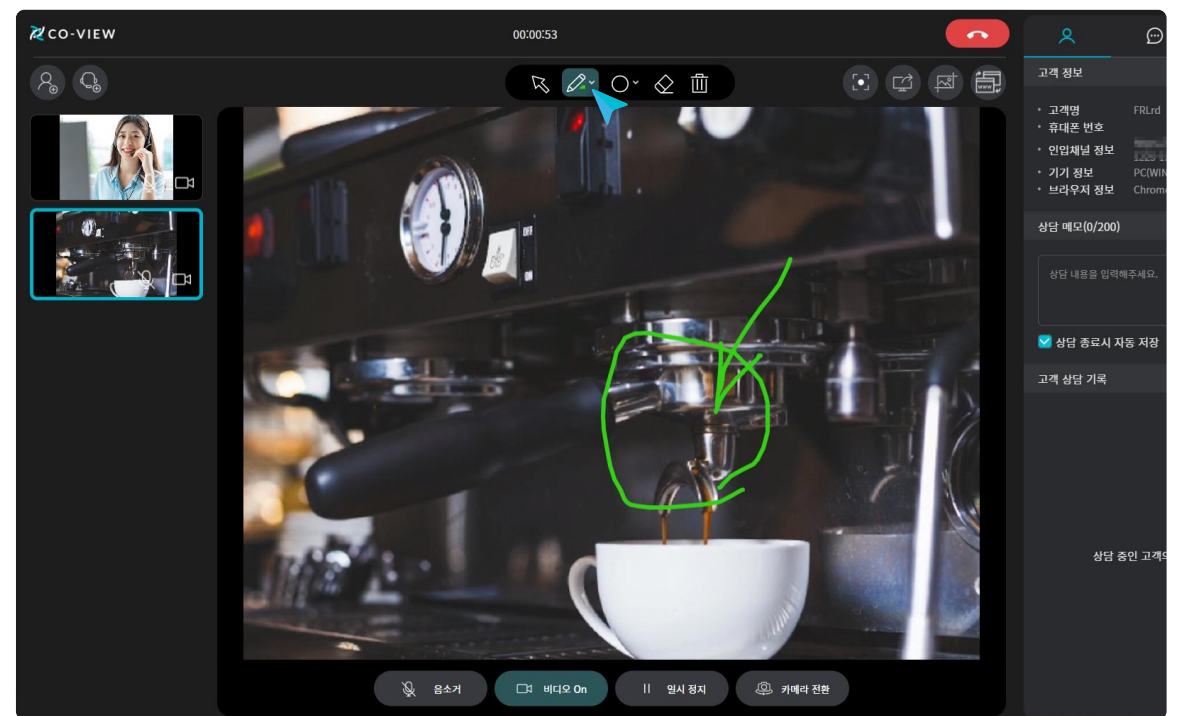 CO-VIEW
00:00:53
고객 정보
고객명 FRLrd
휴대폰 번호
인입채널 정보
기기 정보 PC(WIN
브라우저 정보 Chrome
상담 메모(0/200)
상담 내용을 입력해주세요.
상담 종료시 자동 저장
고객 상담 기록
상담 중인 고객의
www
OFF
ON
음소거
비디오 On
일시 정지
카메라 전환